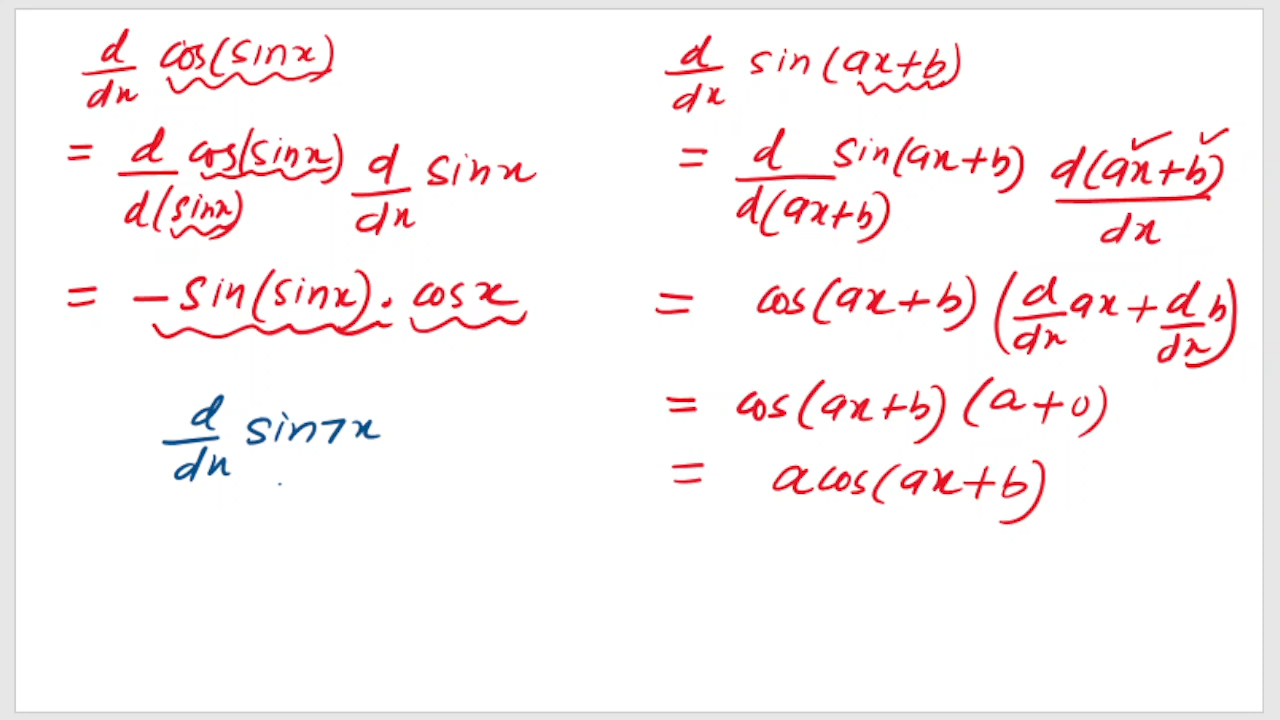 d/dx cos(sinx)
= d/d(sinx) cos(sinx) d/dx sinx
= -sin(sinx) . cosx
d/dx sin7x
d/dx sin(ax+b)
= d/d(ax+b) sin(ax+b) d(ax+b)/dx
= cos(ax+b) (d/dx ax + d/dx b)
= cos(ax+b) (a+0)
= acos(ax+b)